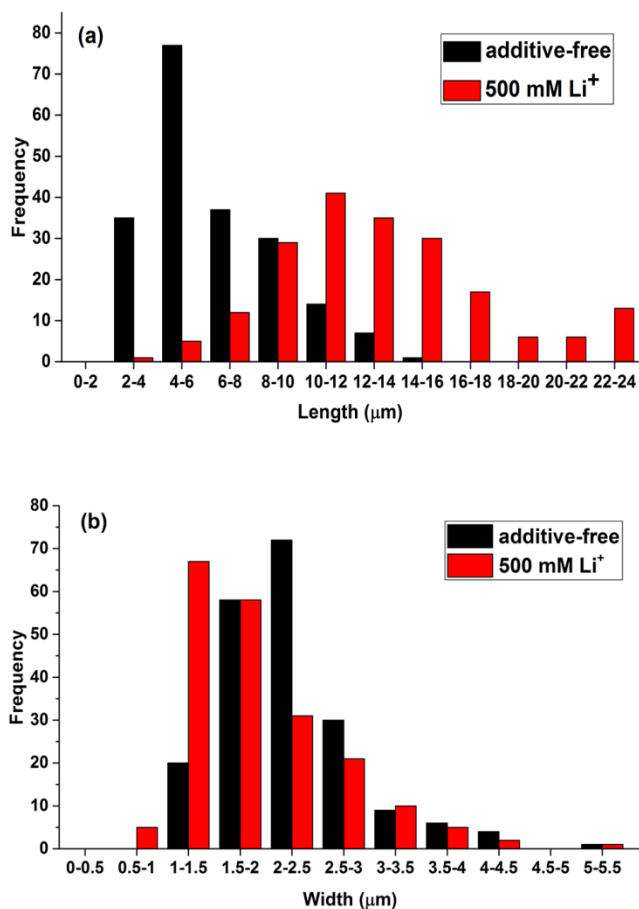 (a)
additive-free
500 mM Li+
Frequency
80
70
60
50
40
30
20
10
0
0-2 2-4 4-6 6-8 8-10 10-12 12-14 14-16 16-18 18-20 20-22 22-24
Length (μm)
(b)
additive-free
500 mM Li+
Frequency
80
70
60
50
40
30
20
10
0
0-0.5 0.5-1 1-1.5 1.5-2 2-2.5 2.5-3 3-3.5 3.5-4 4-4.5 4.5-5 5-5.5
Width (μm)